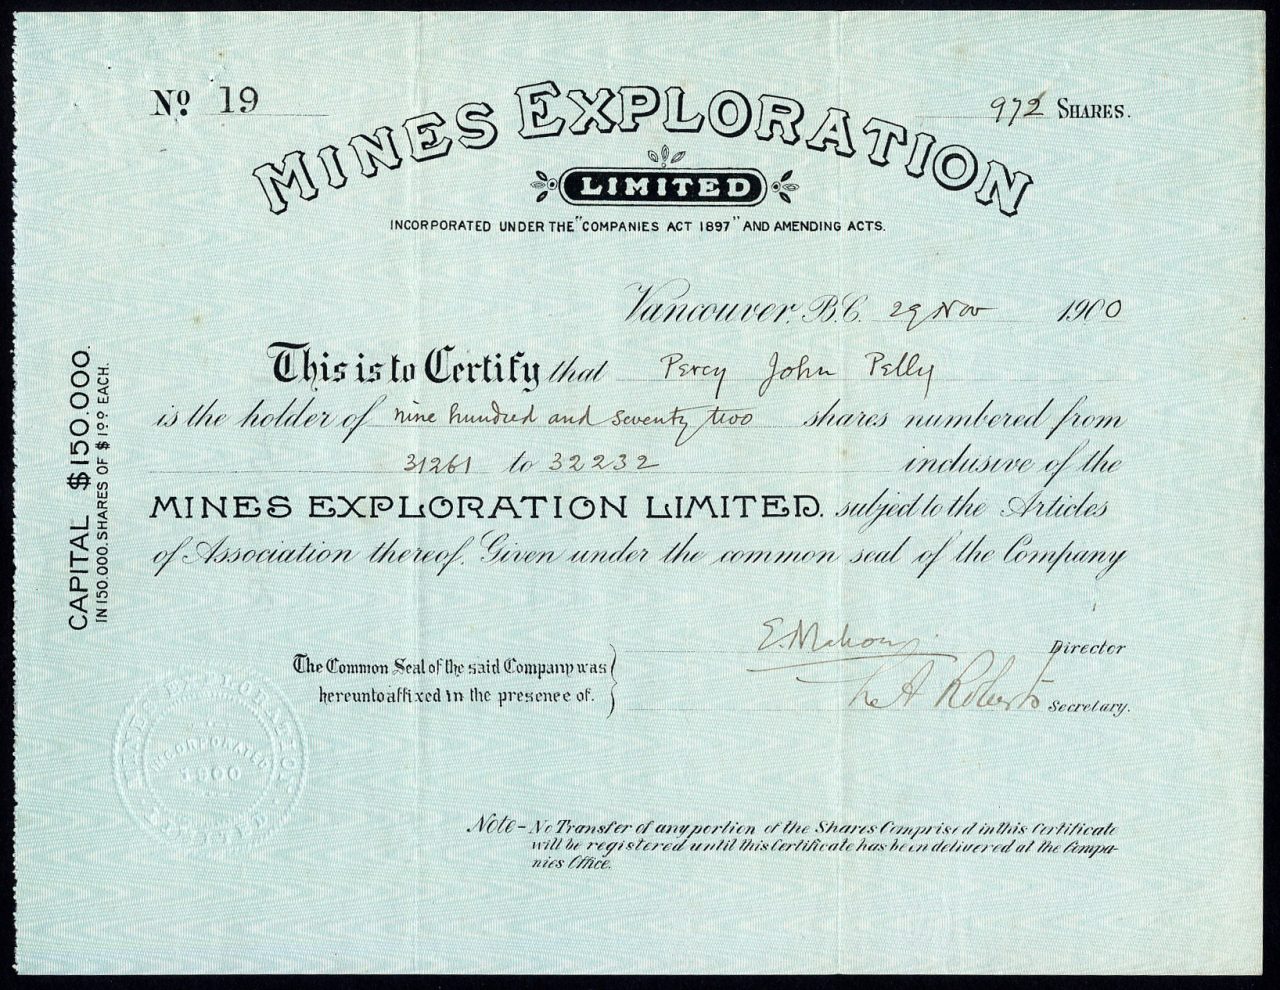 No 19
972 SHARES.
MINES EXPLORATION
LIMITED
INCORPORATED UNDER THE "COMPANIES ACT 1897" AND AMENDING ACTS.
Vancouver, B.C. 29 Nov 1900
This is to Certify that Percy John Pelly
is the holder of nine hundred and seventy two shares numbered from
31261 to 32232 inclusive of the
MINES EXPLORATION LIMITED. subject to the Articles
of Association thereof. Given under the common seal of the Company
CAPITAL $150.000.
IN 150.000. SHARES OF $1.00 EACH.
E. Mahon Director
The Common Seal of the said Company was
hereunto affixed in the presence of.
A Roberts Secretary.
MINES EXPLORATION
LIMITED
INCORPORATED
1900
Note - No Transfer of any portion of the Shares Comprised in this Certificate
will be registered until this Certificate has been delivered at the Compa-
nies Office.